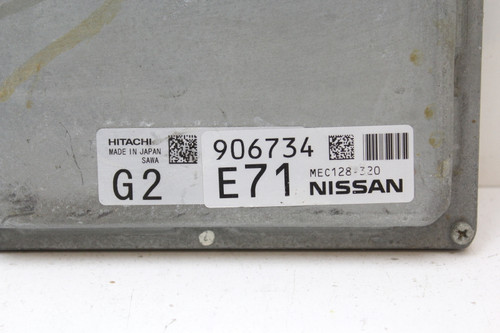 HITACHI
MADE IN JAPAN
SAWA
G2
906734
E71
MEC128-320
NISSAN